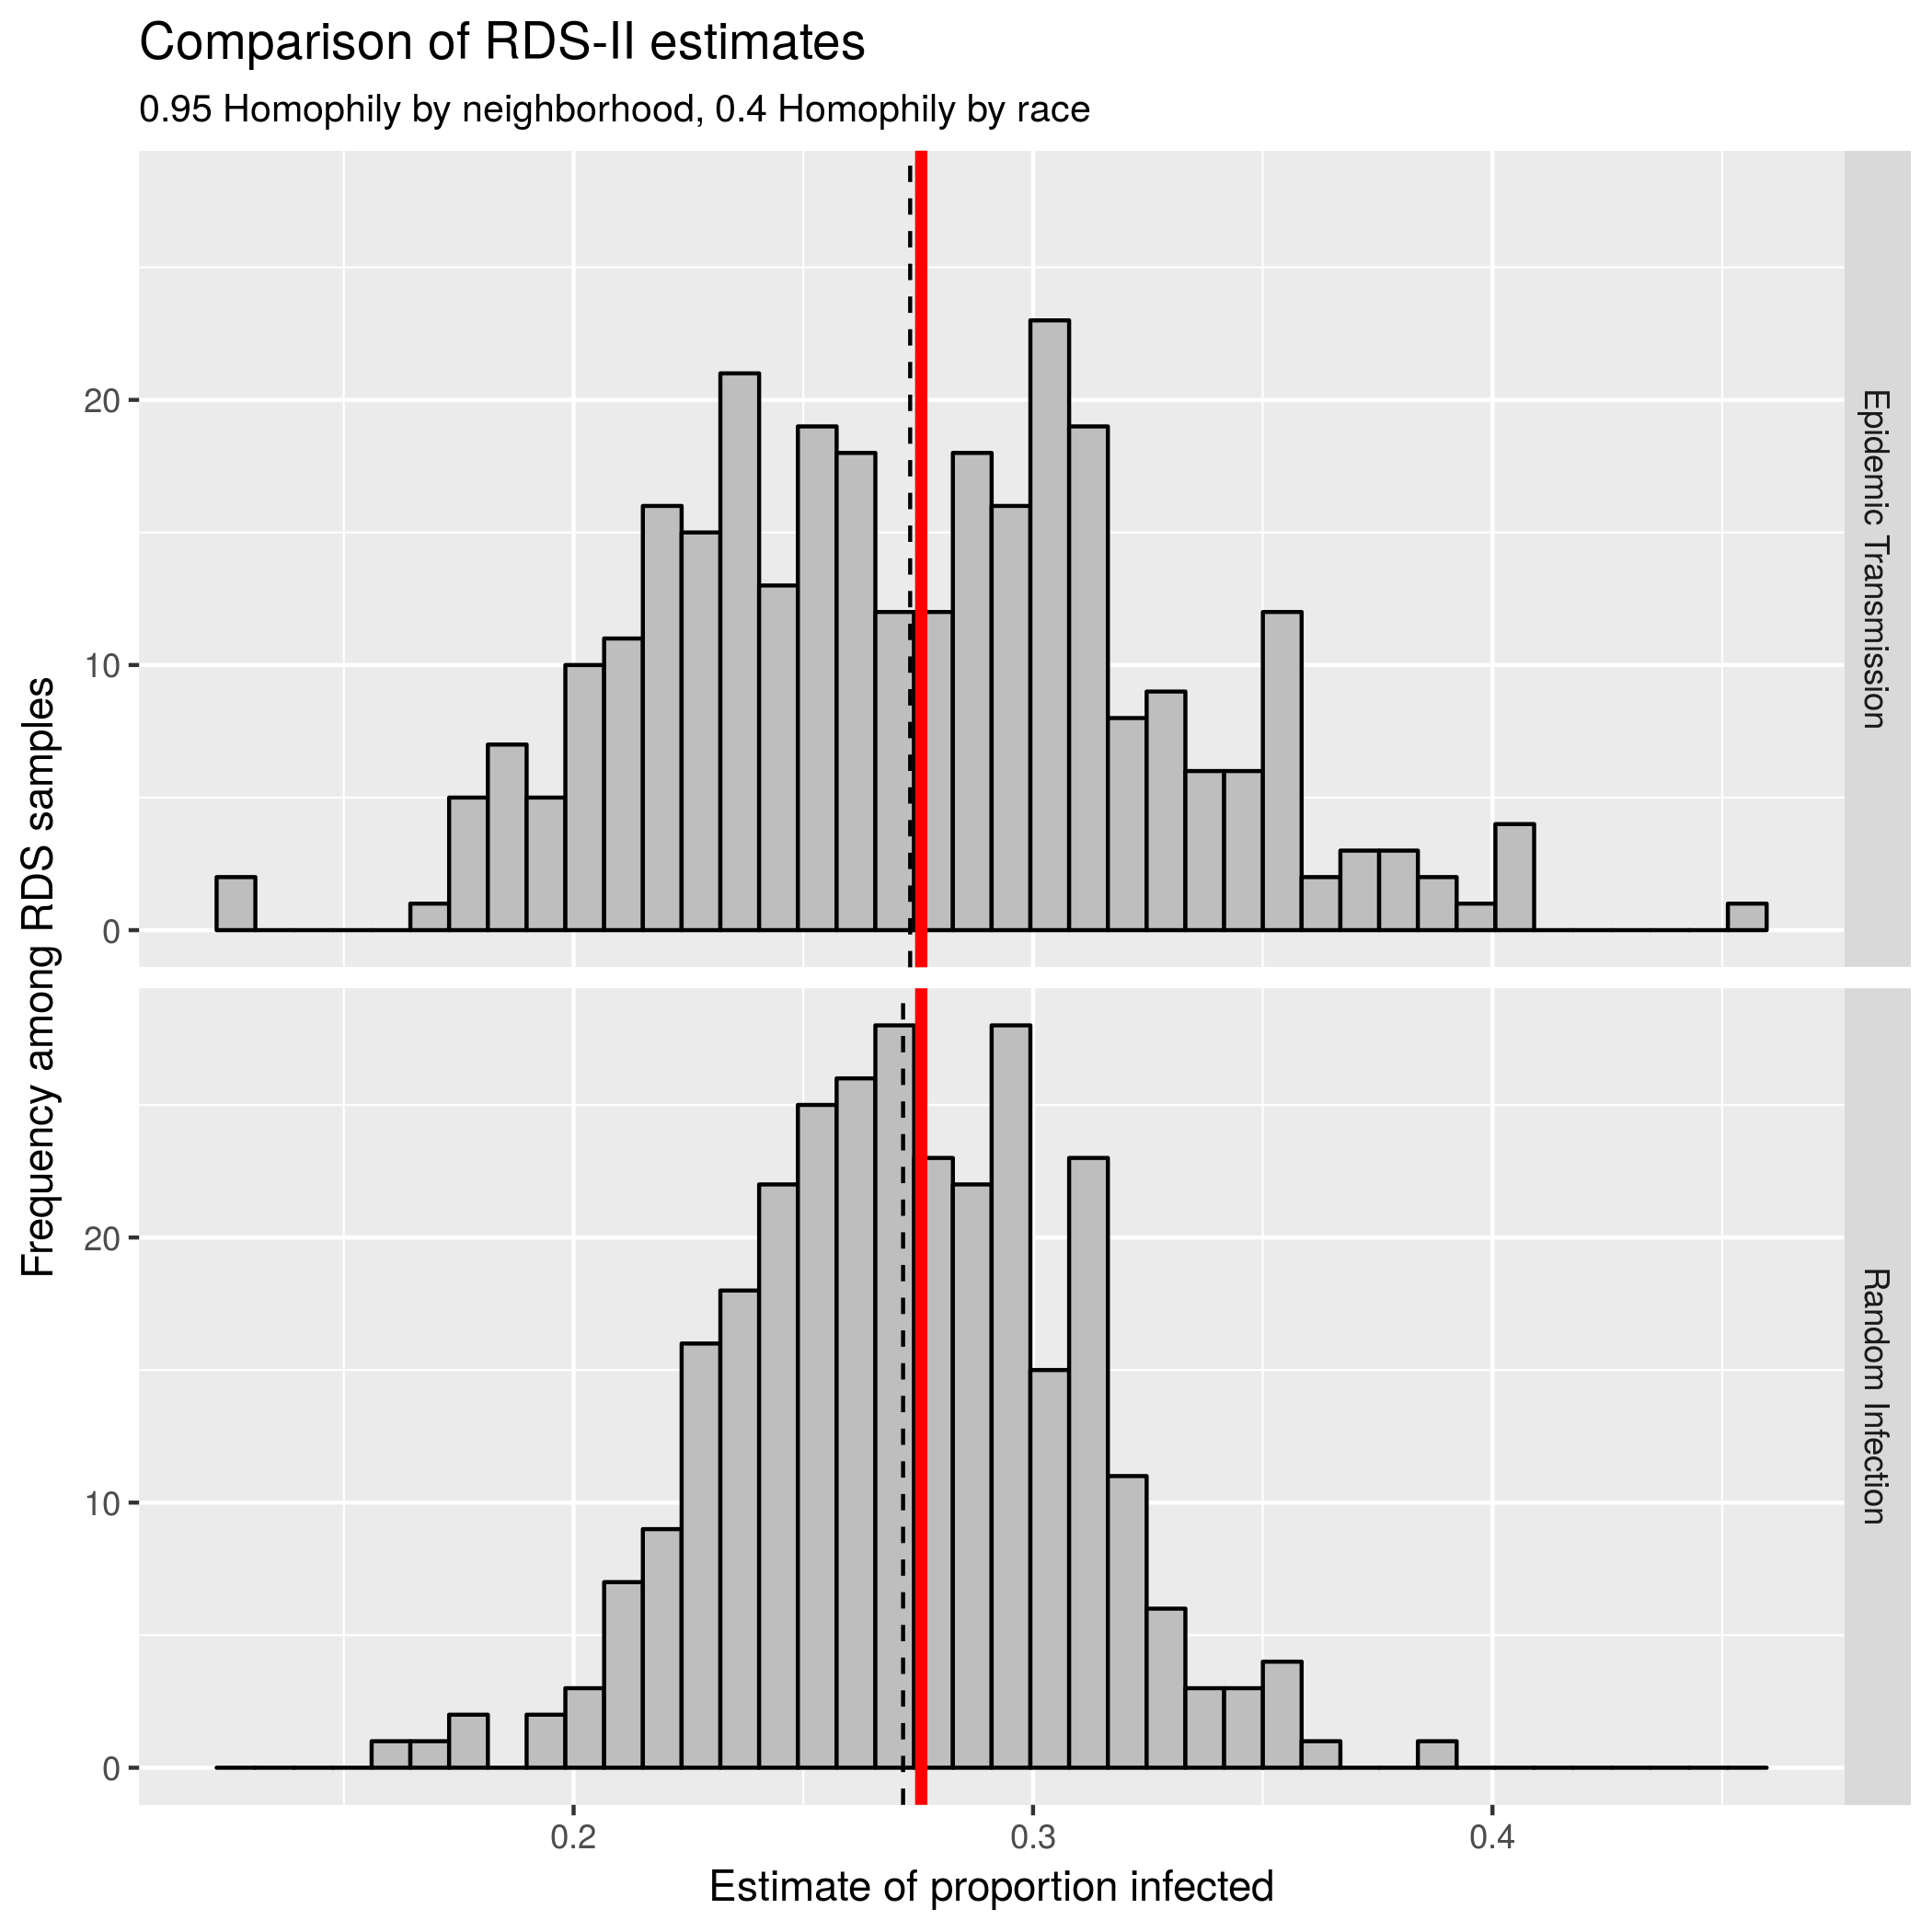 Comparison of RDS-II estimates
0.95 Homophily by neighborhood, 0.4 Homophily by race
Frequency among RDS samples
20
10
0
Epidemic Transmission
20
10
0
Random Infection
0.2
0.3
0.4
Estimate of proportion infected